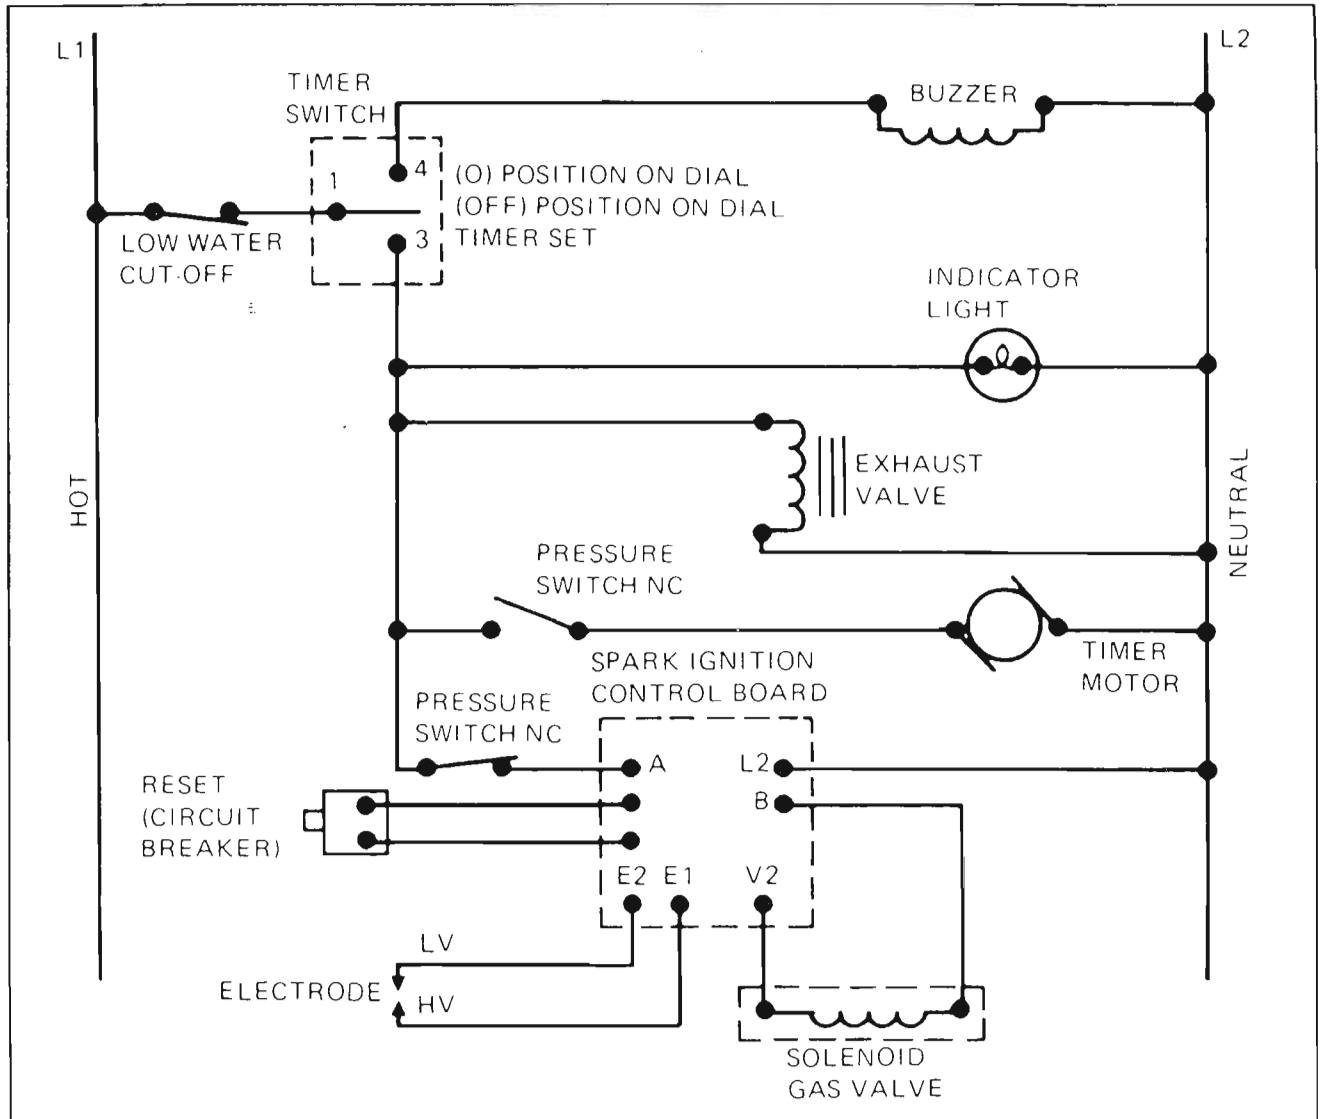 L1
L2
TIMER
SWITCH
BUZZER
1
4
(O) POSITION ON DIAL
(OFF) POSITION ON DIAL
3
TIMER SET
LOW WATER
CUT-OFF
INDICATOR
LIGHT
HOT
EXHAUST
VALVE
NEUTRAL
PRESSURE
SWITCH NC
TIMER
MOTOR
SPARK IGNITION
CONTROL BOARD
PRESSURE
SWITCH NC
A
L2
B
RESET
(CIRCUIT
BREAKER)
E2
E1
V2
LV
ELECTRODE
HV
SOLENOID
GAS VALVE